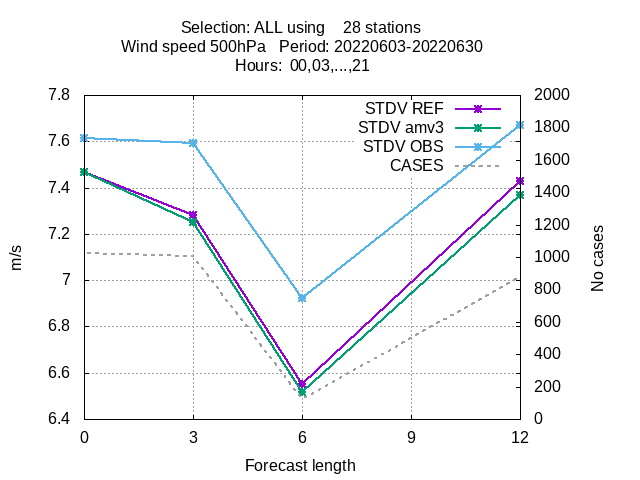 Selection: ALL using 28 stations
Wind speed 500hPa Period: 20220603-20220630
Hours: 00,03,...,21
STDV REF
STDV amv3
STDV OBS
CASES
7.8
7.6
7.4
7.2
7
6.8
6.6
6.4
m/s
2000
1800
1600
1400
1200
1000
800
600
400
200
0
No cases
0 3 6 9 12
Forecast length